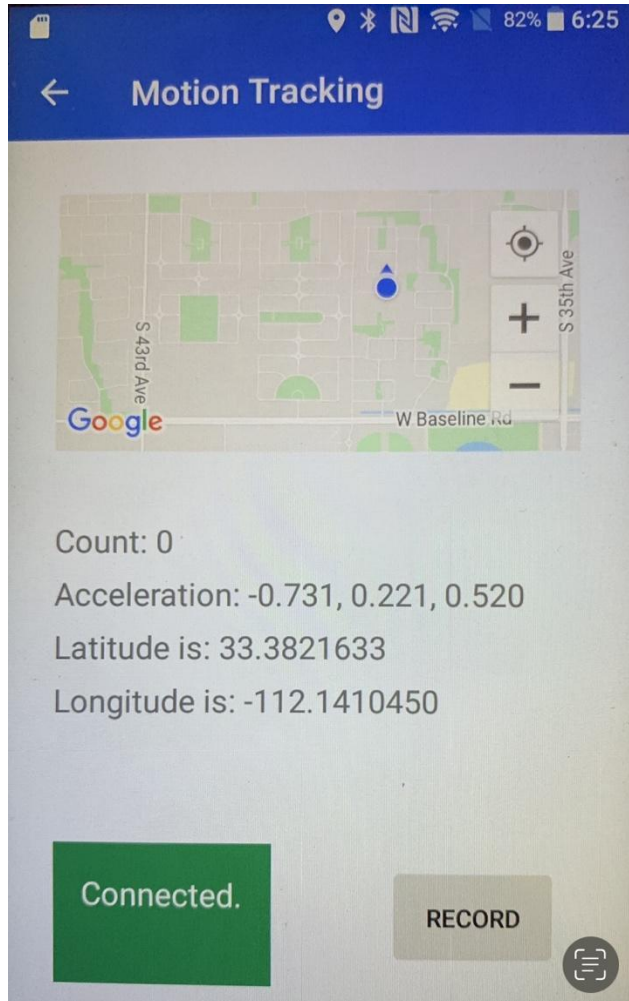 82% 6:25
Motion Tracking
S 43rd Ave
S 35th Ave
Google
W Baseline Rd
Count: 0
Acceleration: -0.731, 0.221, 0.520
Latitude is: 33.3821633
Longitude is: -112.1410450
Connected.
RECORD